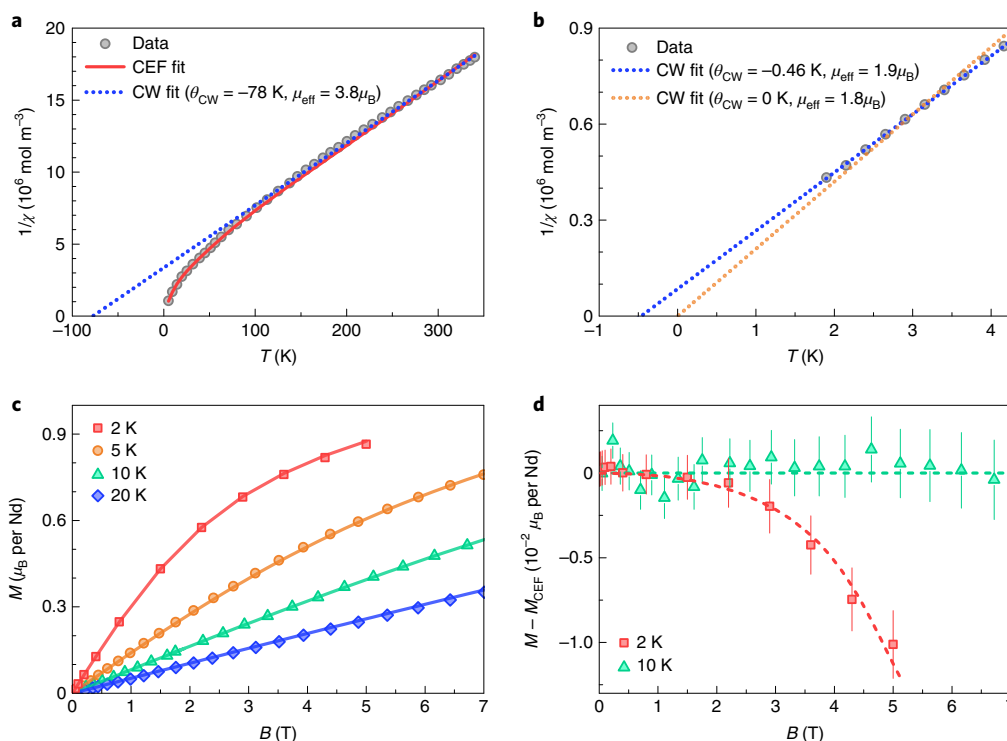 a
20
16
12
8
4
0
1/χ (10⁶ mol m⁻³)
Data
CEF fit
CW fit (θCW = −78 K, μeff = 3.8μB)
−100
0
100
200
300
T (K)
b
0.9
0.6
0.3
0
1/χ (10⁶ mol m⁻³)
Data
CW fit (θCW = −0.46 K, μeff = 1.9μB)
CW fit (θCW = 0 K, μeff = 1.8μB)
−1
0
1
2
3
4
T (K)
c
0.9
0.6
0.3
0
M (μB per Nd)
2 K
5 K
10 K
20 K
0
1
2
3
4
5
6
7
B (T)
d
0
−0.5
−1.0
M − MCEF (10⁻² μB per Nd)
2 K
10 K
0
1
2
3
4
5
6
7
B (T)